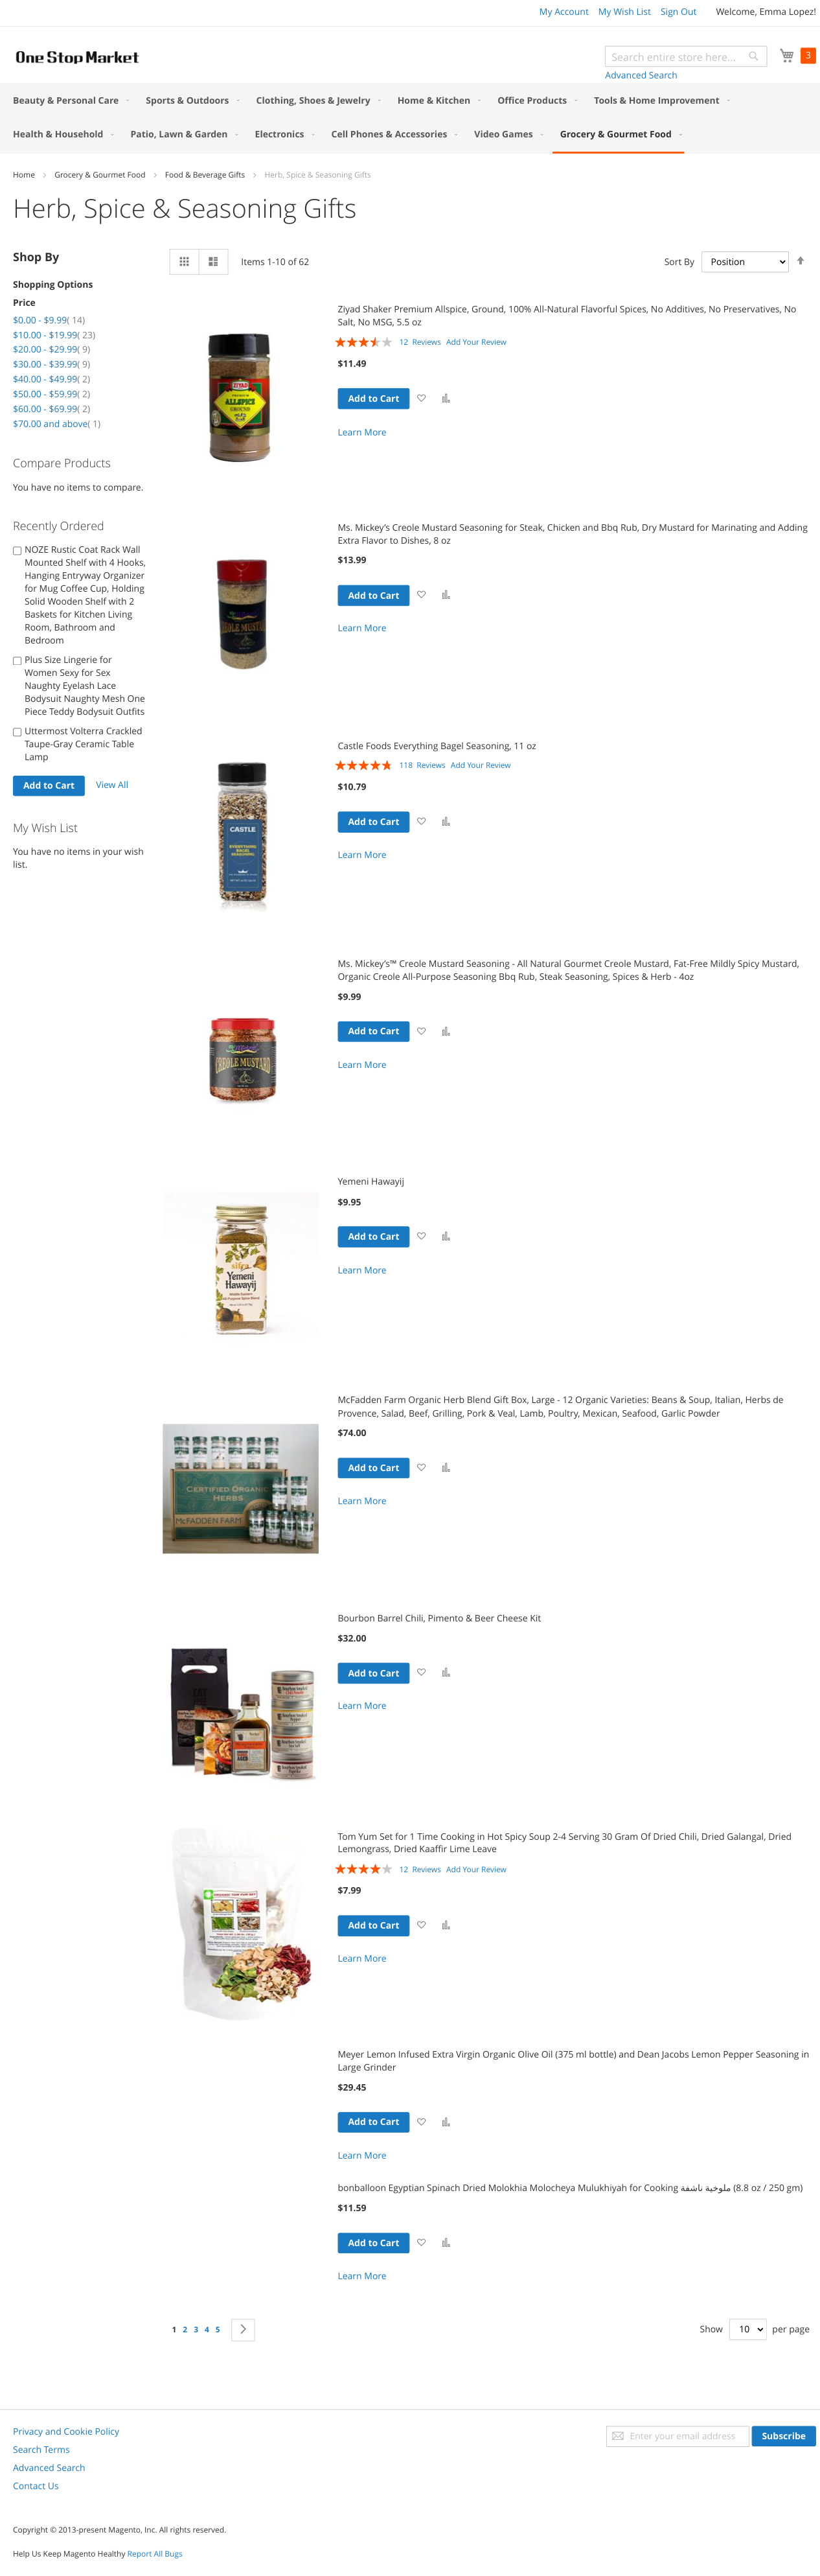 My Account My Wish List Sign Out Welcome, Emma Lopez!
One Stop Market
Search entire store here...
3
Advanced Search
Beauty & Personal Care Sports & Outdoors Clothing, Shoes & Jewelry Home & Kitchen Office Products Tools & Home Improvement
Health & Household Patio, Lawn & Garden Electronics Cell Phones & Accessories Video Games Grocery & Gourmet Food
Home > Grocery & Gourmet Food > Food & Beverage Gifts > Herb, Spice & Seasoning Gifts
Herb, Spice & Seasoning Gifts
Shop By
Shopping Options
Price
$0.00 - $9.99( 14)
$10.00 - $19.99( 23)
$20.00 - $29.99( 9)
$30.00 - $39.99( 9)
$40.00 - $49.99( 2)
$50.00 - $59.99( 2)
$60.00 - $69.99( 2)
$70.00 and above( 1)
Compare Products
You have no items to compare.
Recently Ordered
NOZE Rustic Coat Rack Wall
Mounted Shelf with 4 Hooks,
Hanging Entryway Organizer
for Mug Coffee Cup, Holding
Solid Wooden Shelf with 2
Baskets for Kitchen Living
Room, Bathroom and
Bedroom
Plus Size Lingerie for
Women Sexy for Sex
Naughty Eyelash Lace
Bodysuit Naughty Mesh One
Piece Teddy Bodysuit Outfits
Uttermost Volterra Crackled
Taupe-Gray Ceramic Table
Lamp
Add to Cart View All
My Wish List
You have no items in your wish
list.
Items 1-10 of 62
Sort By Position
ZIYAD
ALLSPICE
GROUND
Ziyad Shaker Premium Allspice, Ground, 100% All-Natural Flavorful Spices, No Additives, No Preservatives, No
Salt, No MSG, 5.5 oz
12 Reviews Add Your Review
$11.49
Add to Cart
Learn More
Ms. Mickey's Creole Mustard Seasoning for Steak, Chicken and Bbq Rub, Dry Mustard for Marinating and Adding
Extra Flavor to Dishes, 8 oz
$13.99
Add to Cart
Learn More
CASTLE
EVERYTHING
BAGEL
SEASONING
Castle Foods Everything Bagel Seasoning, 11 oz
118 Reviews Add Your Review
$10.79
Add to Cart
Learn More
CREOLE MUSTARD
Ms. Mickey's™ Creole Mustard Seasoning - All Natural Gourmet Creole Mustard, Fat-Free Mildly Spicy Mustard,
Organic Creole All-Purpose Seasoning Bbq Rub, Steak Seasoning, Spices & Herb - 4oz
$9.99
Add to Cart
Learn More
Yemeni
Hawayij
Yemeni Hawayij
$9.95
Add to Cart
Learn More
CERTIFIED ORGANIC
HERBS
McFADDEN FARM
McFadden Farm Organic Herb Blend Gift Box, Large - 12 Organic Varieties: Beans & Soup, Italian, Herbs de
Provence, Salad, Beef, Grilling, Pork & Veal, Lamb, Poultry, Mexican, Seafood, Garlic Powder
$74.00
Add to Cart
Learn More
Bourbon Barrel Chili, Pimento & Beer Cheese Kit
$32.00
Add to Cart
Learn More
Tom Yum Set for 1 Time Cooking in Hot Spicy Soup 2-4 Serving 30 Gram Of Dried Chili, Dried Galangal, Dried
Lemongrass, Dried Kaaffir Lime Leave
12 Reviews Add Your Review
$7.99
Add to Cart
Learn More
Meyer Lemon Infused Extra Virgin Organic Olive Oil (375 ml bottle) and Dean Jacobs Lemon Pepper Seasoning in
Large Grinder
$29.45
Add to Cart
Learn More
bonballoon Egyptian Spinach Dried Molokhia Molocheya Mulukhiyah for Cooking ملوخية ناشفة (8.8 oz / 250 gm)
$11.59
Add to Cart
Learn More
1 2 3 4 5
Show 10 per page
Privacy and Cookie Policy
Search Terms
Advanced Search
Contact Us
Enter your email address Subscribe
Copyright © 2013-present Magento, Inc. All rights reserved.
Help Us Keep Magento Healthy Report All Bugs